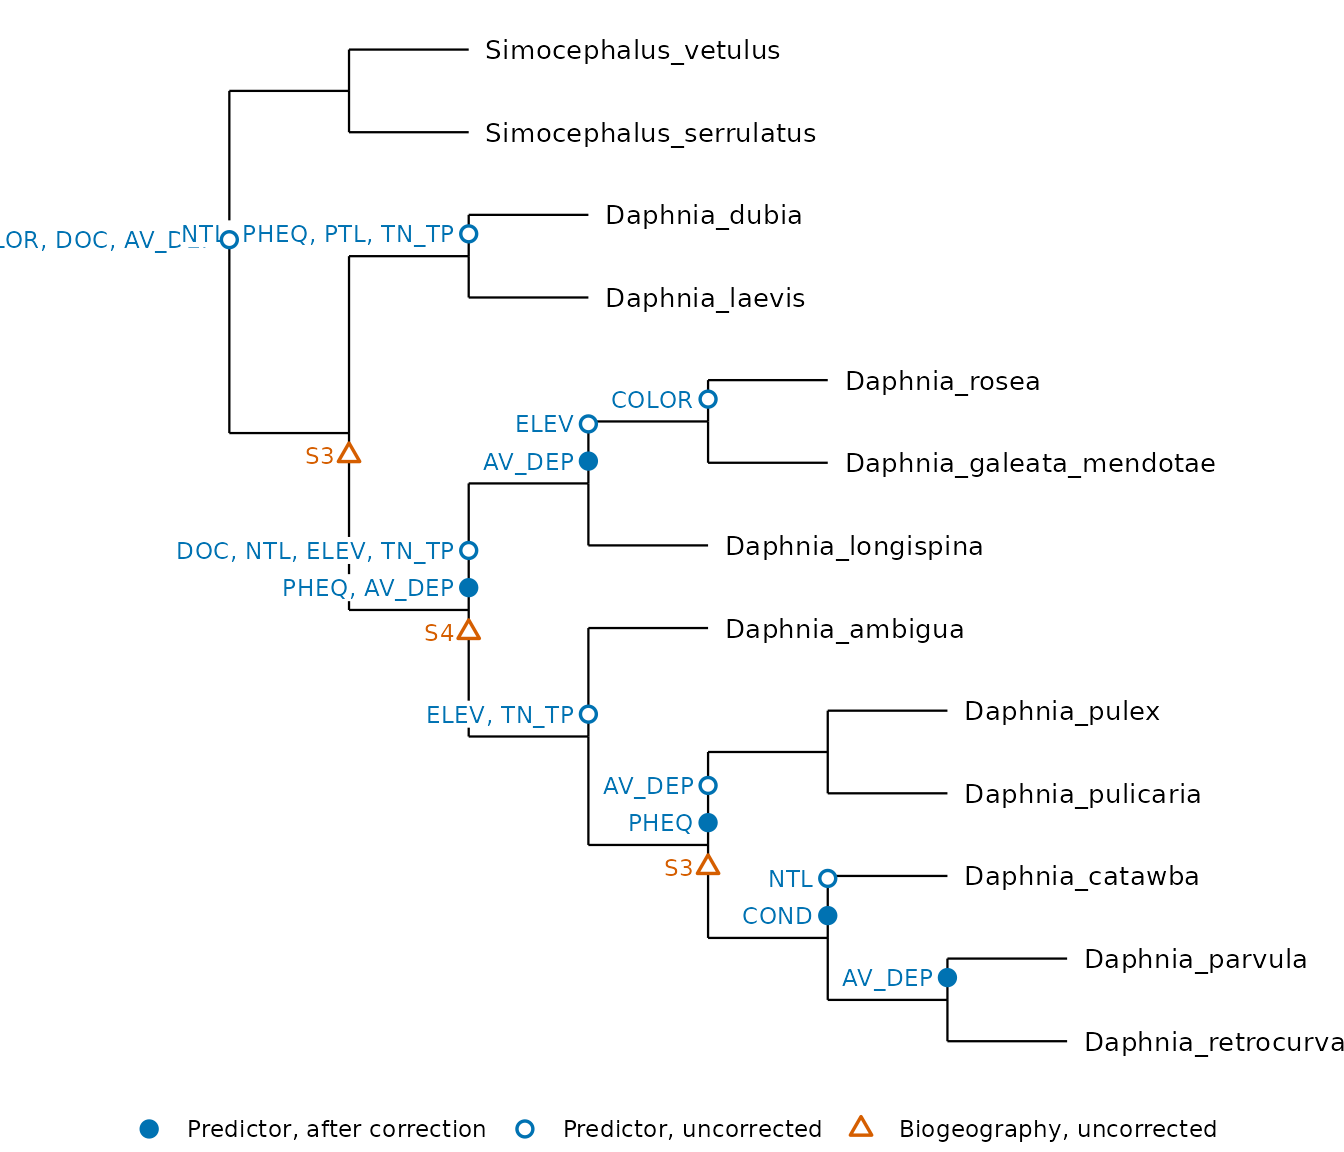 Simocephalus_vetulus
Simocephalus_serrulatus
Daphnia_dubia
NTL, PHEQ, PTL, TN_TP
DOC, AV_DEP
Daphnia_laevis
Daphnia_rosea
COLOR
ELEV
S3
AV_DEP
Daphnia_galeata_mendotae
Daphnia_longispina
DOC, NTL, ELEV, TN_TP
PHEQ, AV_DEP
S4
Daphnia_ambigua
ELEV, TN_TP
Daphnia_pulex
AV_DEP
Daphnia_pulicaria
PHEQ
S3
NTL
Daphnia_catawba
COND
Daphnia_parvula
AV_DEP
Daphnia_retrocurva
Predictor, after correction
Predictor, uncorrected
Biogeography, uncorrected